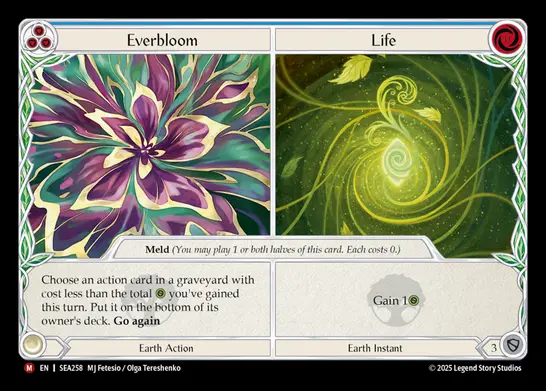 Everbloom
Life
Meld (You may play 1 or both halves of this card. Each costs 0.)
Choose an action card in a graveyard with
cost less than the total you've gained
this turn. Put it on the bottom of its
owner's deck. Go again
Gain 1
Earth Action
Earth Instant
3
M EN | SEA258 MJ Fetesio / Olga Tereshenko
© 2025 Legend Story Studios